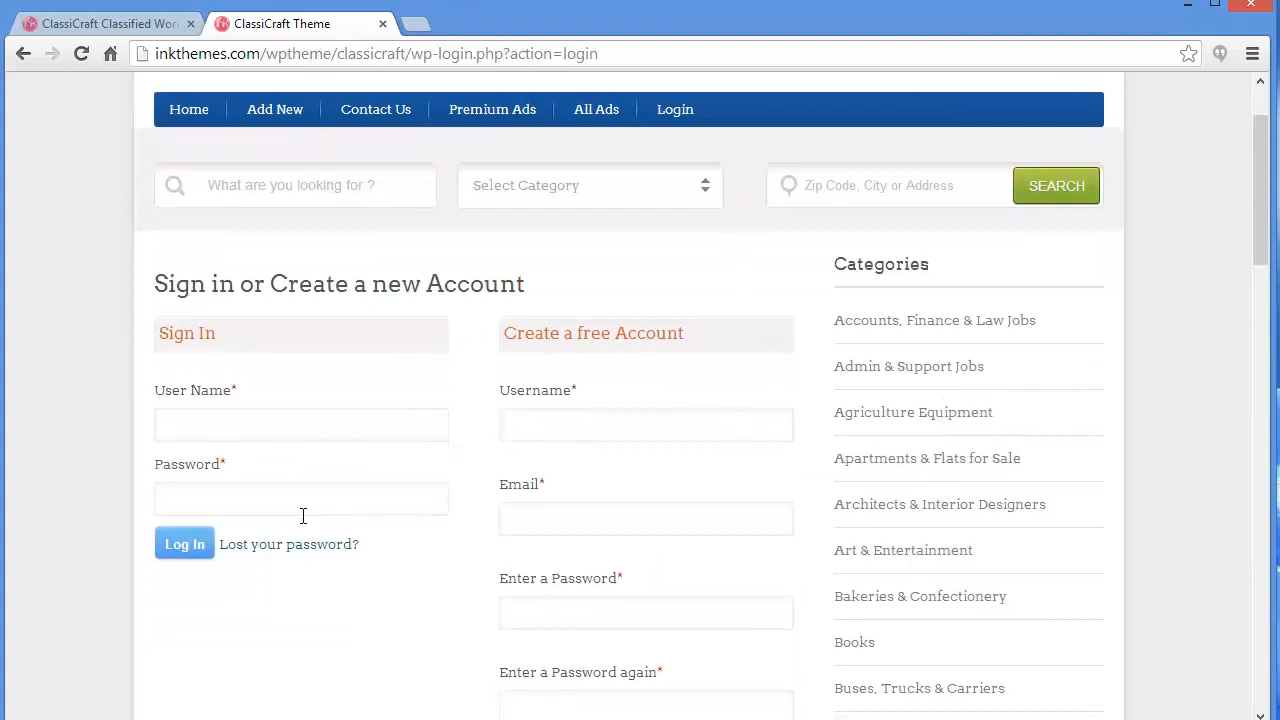 ClassiCraft Classified Wor
ClassiCraft Theme
inkthemes.com/wptheme/classicraft/wp-login.php?action=login
Home
Add New
Contact Us
Premium Ads
All Ads
Login
What are you looking for ?
Select Category
Zip Code, City or Address
SEARCH
Sign in or Create a new Account
Sign In
User Name*
Password*
Log In
Lost your password?
Create a free Account
Username*
Email*
Enter a Password*
Enter a Password again*
Categories
Accounts, Finance & Law Jobs
Admin & Support Jobs
Agriculture Equipment
Apartments & Flats for Sale
Architects & Interior Designers
Art & Entertainment
Bakeries & Confectionery
Books
Buses, Trucks & Carriers